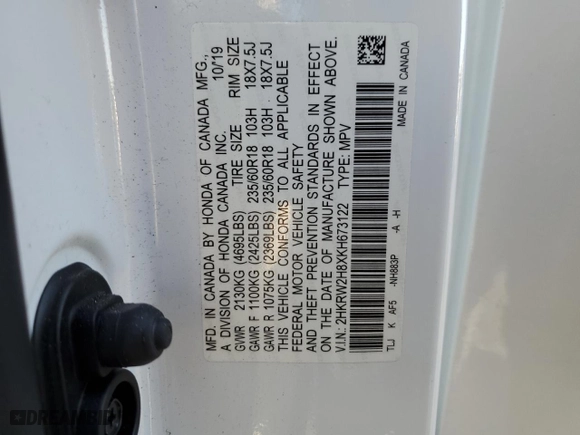 MFD. IN CANADA BY HONDA OF CANADA MFG.,
A DIVISION OF HONDA CANADA INC. 10/19
GVWR 2130KG (4695LBS) TIRE SIZE RIM SIZE
GAWR F 1100KG (2425LBS) 235/60R18 103H 18X7.5J
GAWR R 1075KG (2369LBS) 235/60R18 103H 18X7.5J
THIS VEHICLE CONFORMS TO ALL APPLICABLE
FEDERAL MOTOR VEHICLE SAFETY
AND THEFT PREVENTION STANDARDS IN EFFECT
ON THE DATE OF MANUFACTURE SHOWN ABOVE.
V.I.N.: 2HKRW2H8XKH673122 TYPE: MPV
MADE IN CANADA
TLJ K AF5 -NH883P -A -H
DREAMBID